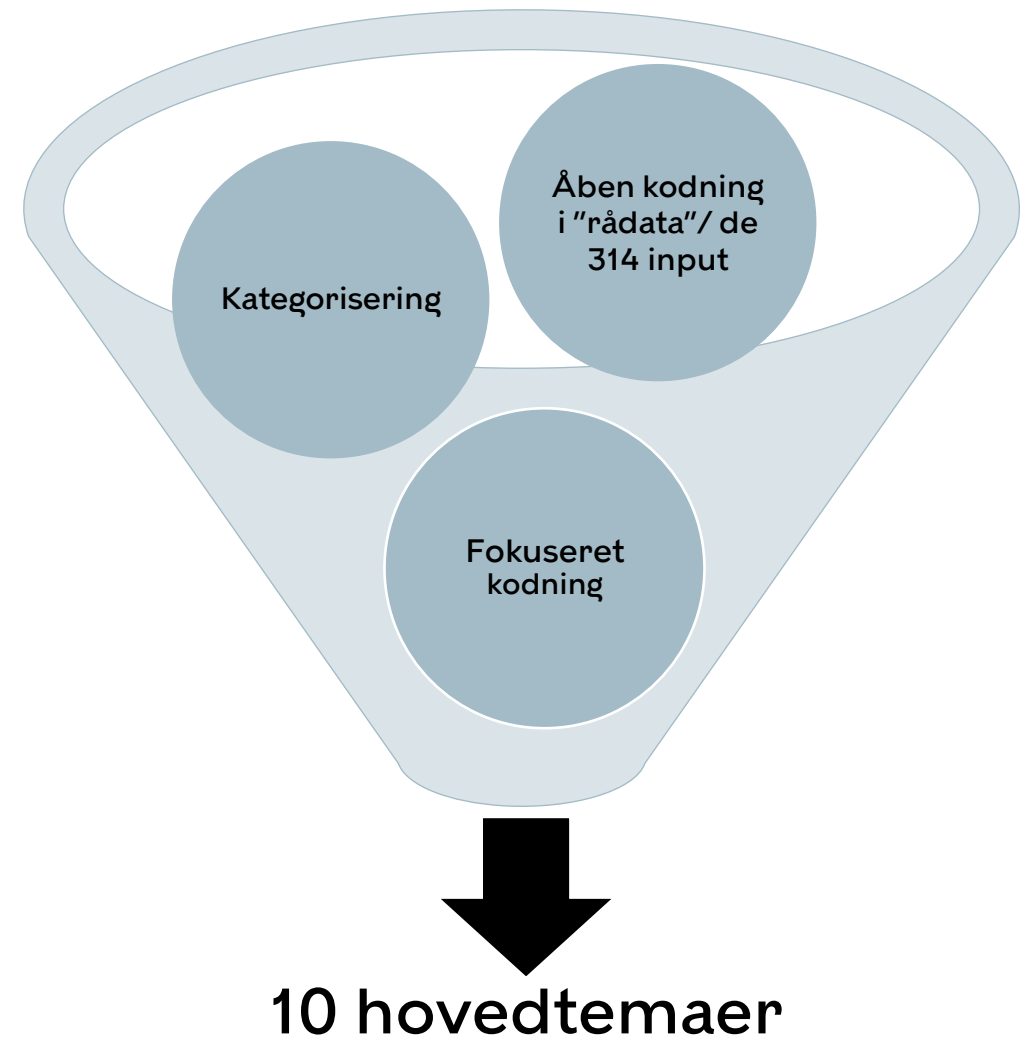 Åben kodning
i ”rådata”/ de
314 input
Kategorisering
Fokuseret
kodning
10 hovedtemaer